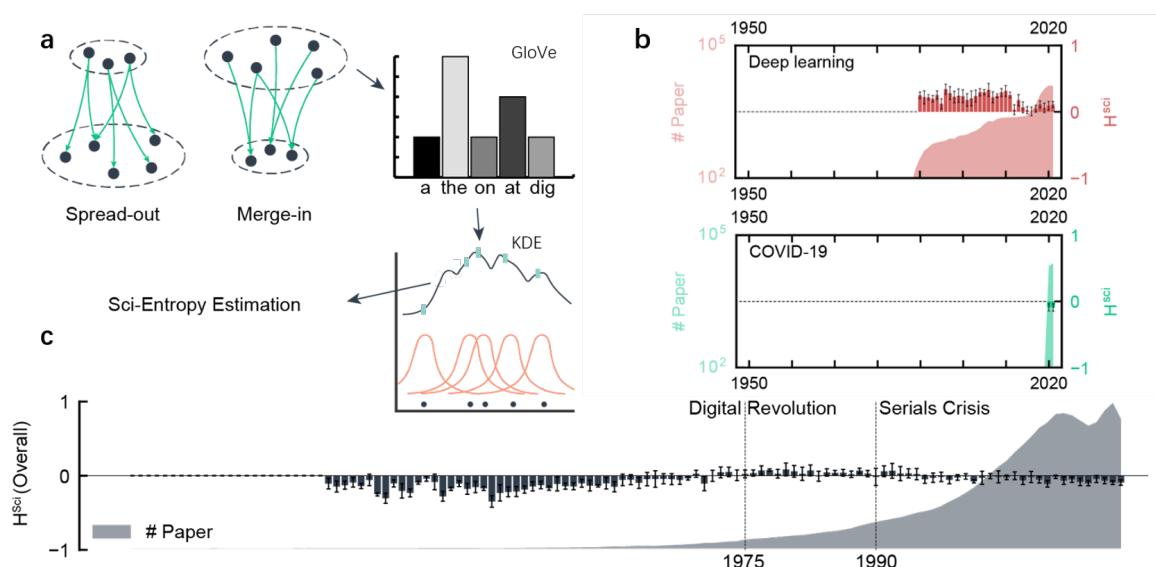 a
GloVe
a the on at dig
Spread-out
Merge-in
KDE
Sci-Entropy Estimation
b
1950
2020
10^5
1
Deep learning
# Paper
0
H^sci
10^2
−1
1950
2020
10^5
1
COVID-19
# Paper
0
H^sci
10^2
−1
1950
2020
c
1
Digital Revolution
Serials Crisis
H^Sci (Overall)
0
# Paper
−1
1975
1990